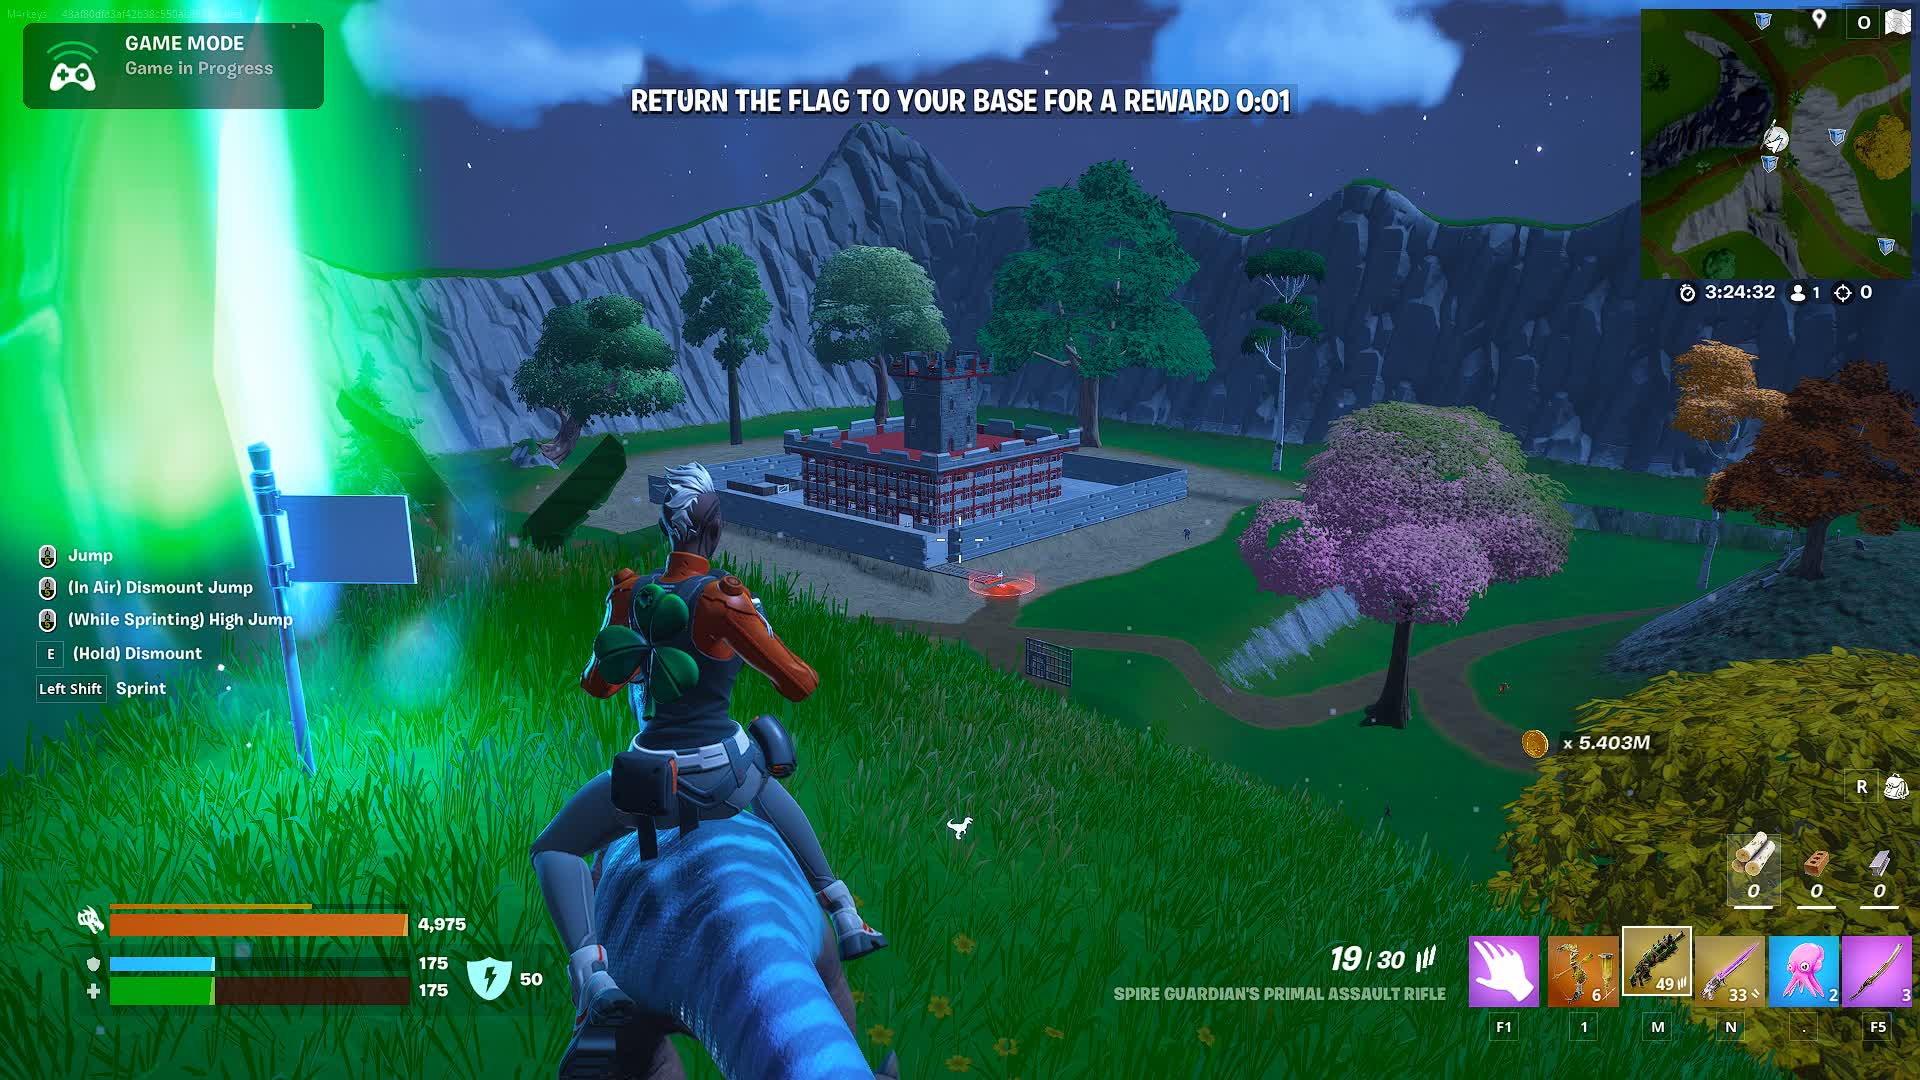 GAME MODE
Game in Progress
RETURN THE FLAG TO YOUR BASE FOR A REWARD 0:01
O
3:24:32 1 0
Jump
(In Air) Dismount Jump
(While Sprinting) High Jump
E (Hold) Dismount
Left Shift Sprint
x 5.403M
R
0 0 0
4,975
175
175
50
19 / 30
SPIRE GUARDIAN'S PRIMAL ASSAULT RIFLE
6 49 33 2 3
F1 1 M N . F5